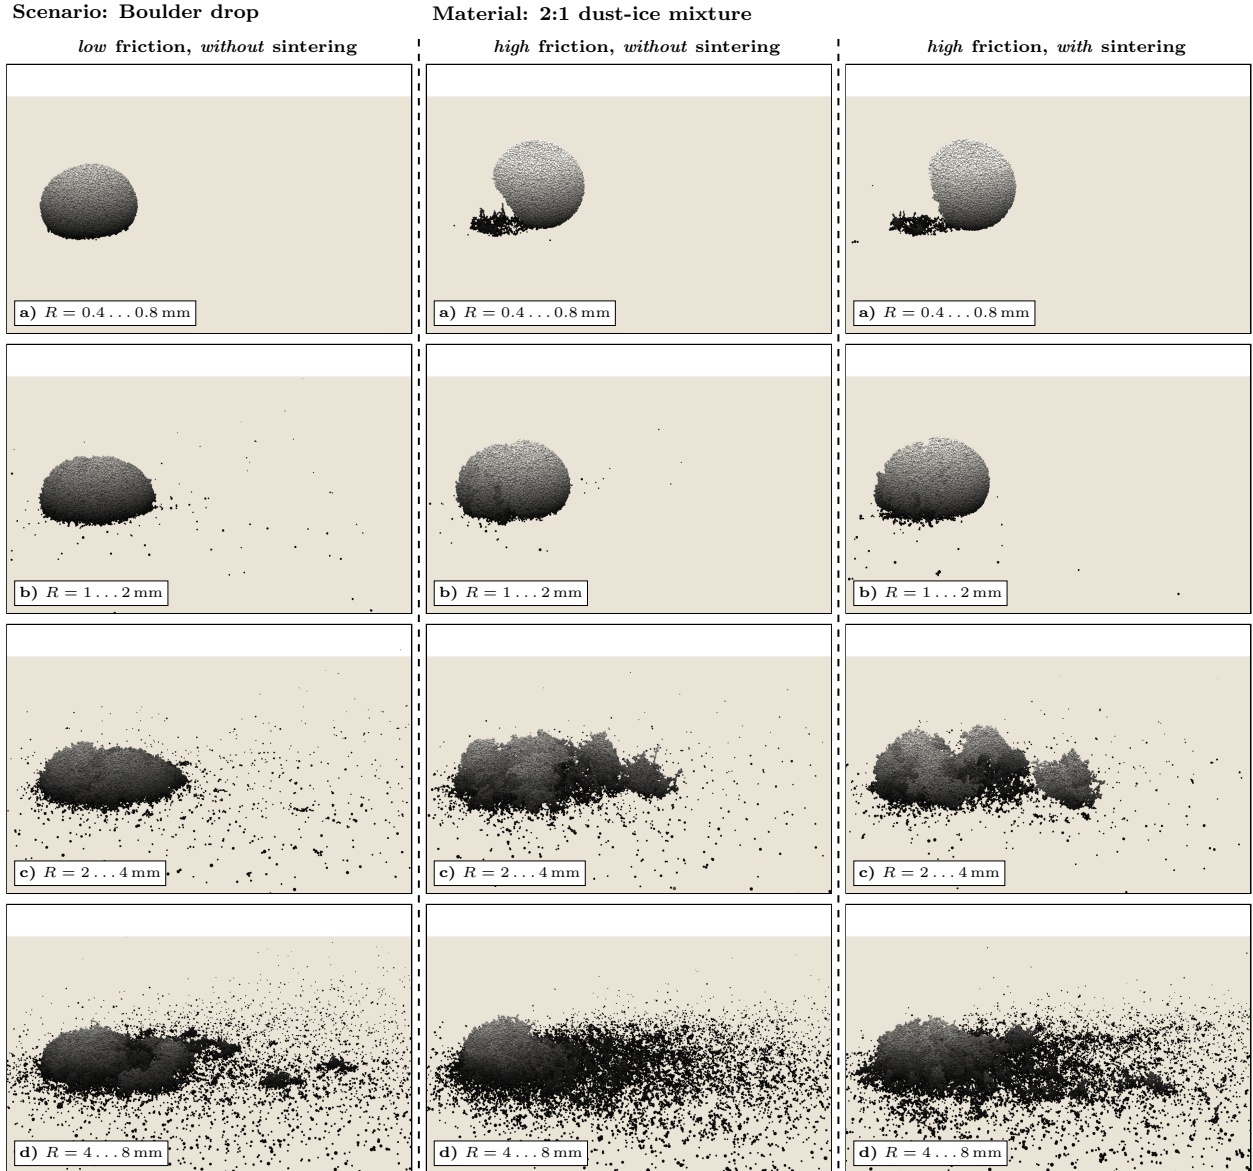 Scenario: Boulder drop
Material: 2:1 dust-ice mixture
low friction, without sintering
high friction, without sintering
high friction, with sintering
a) R = 0.4 . . . 0.8 mm
a) R = 0.4 . . . 0.8 mm
a) R = 0.4 . . . 0.8 mm
b) R = 1 . . . 2 mm
b) R = 1 . . . 2 mm
b) R = 1 . . . 2 mm
c) R = 2 . . . 4 mm
c) R = 2 . . . 4 mm
c) R = 2 . . . 4 mm
d) R = 4 . . . 8 mm
d) R = 4 . . . 8 mm
d) R = 4 . . . 8 mm